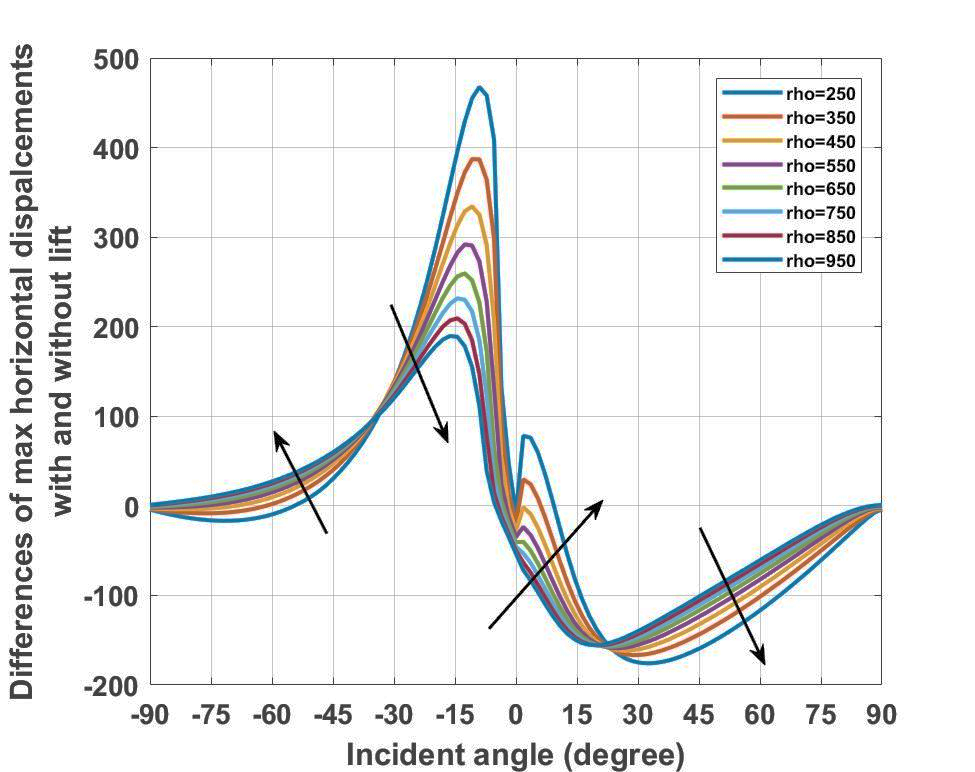 Differences of max horizontal dispalcements
with and without lift
500
400
300
200
100
0
-100
-200
-90 -75 -60 -45 -30 -15 0 15 30 45 60 75 90
Incident angle (degree)
rho=250
rho=350
rho=450
rho=550
rho=650
rho=750
rho=850
rho=950